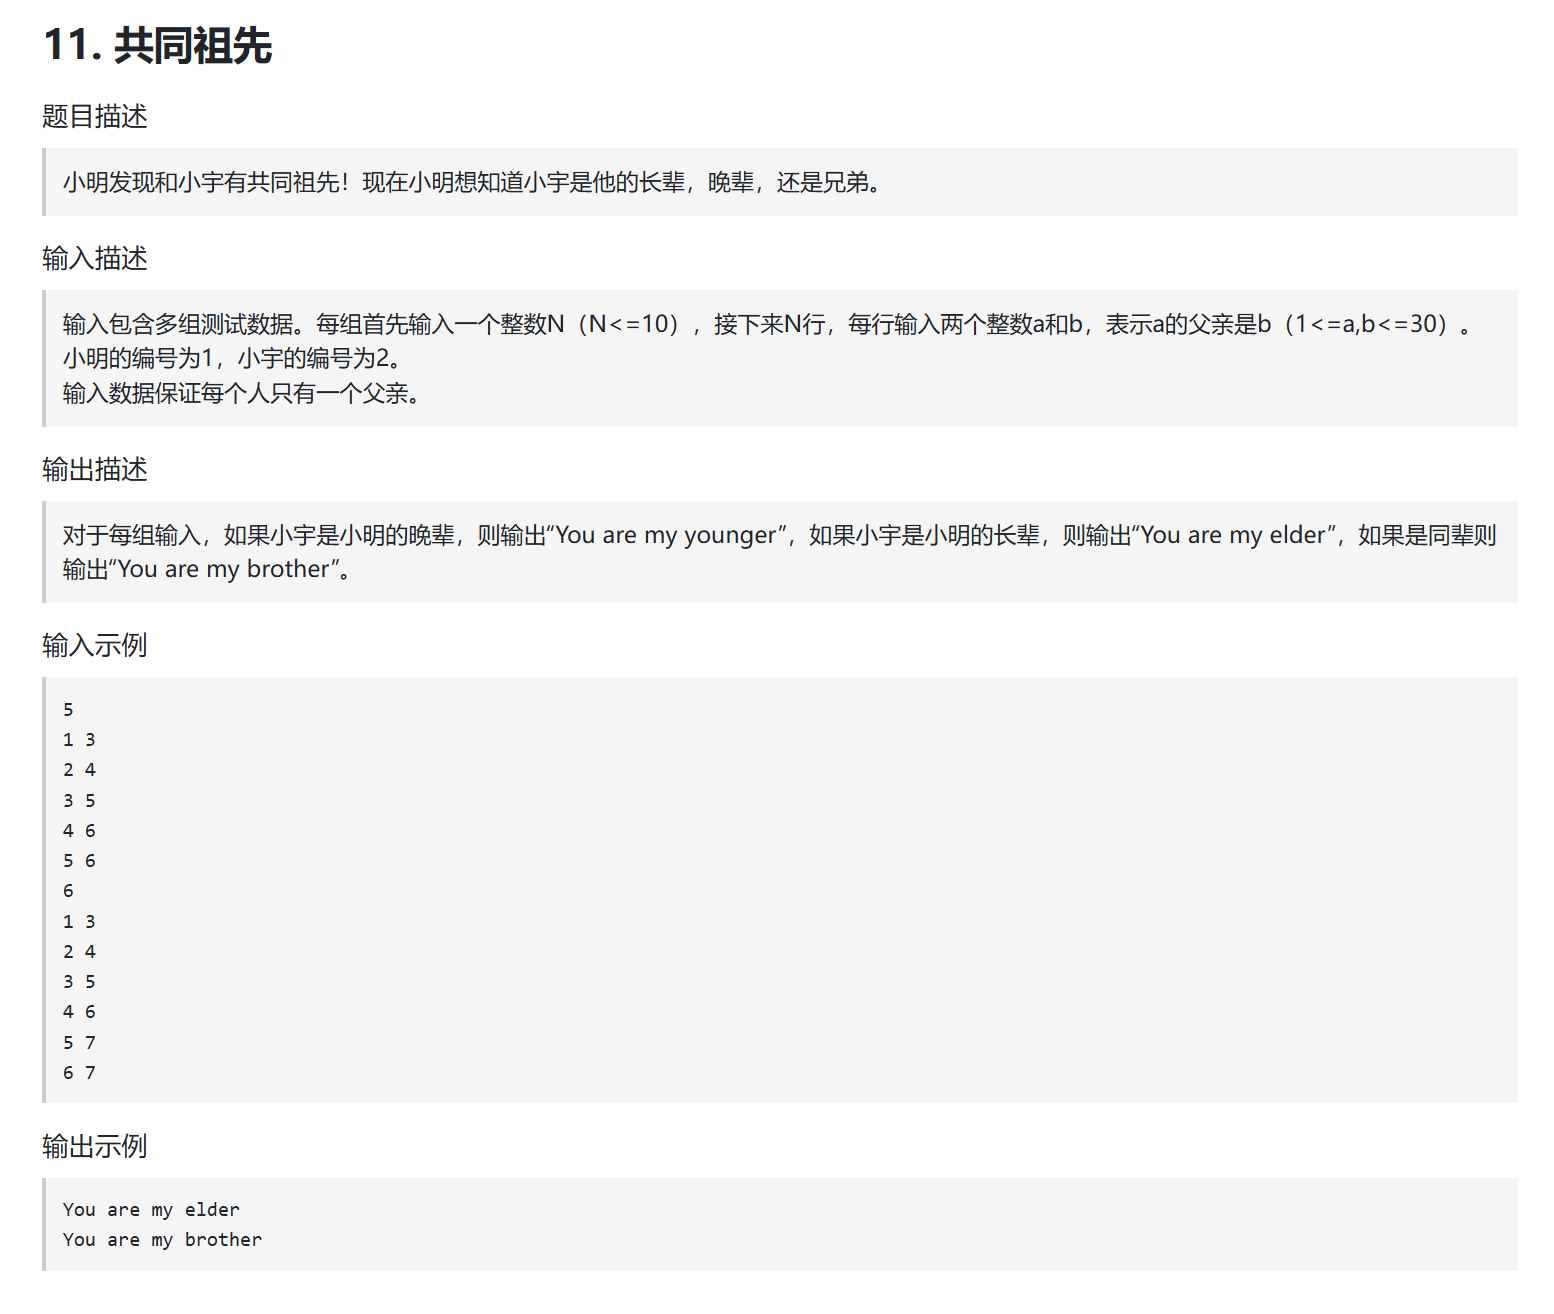 11. 共同祖先
题目描述
小明发现和小宇有共同祖先！现在小明想知道小宇是他的长辈，晚辈，还是兄弟。
输入描述
输入包含多组测试数据。每组首先输入一个整数N（N<=10），接下来N行，每行输入两个整数a和b，表示a的父亲是b（1<=a,b<=30）。
小明的编号为1，小宇的编号为2。
输入数据保证每个人只有一个父亲。
输出描述
对于每组输入，如果小宇是小明的晚辈，则输出“You are my younger”，如果小宇是小明的长辈，则输出“You are my elder”，如果是同辈则
输出“You are my brother”。
输入示例
5
1 3
2 4
3 5
4 6
5 6
6
1 3
2 4
3 5
4 6
5 7
6 7
输出示例
You are my elder
You are my brother